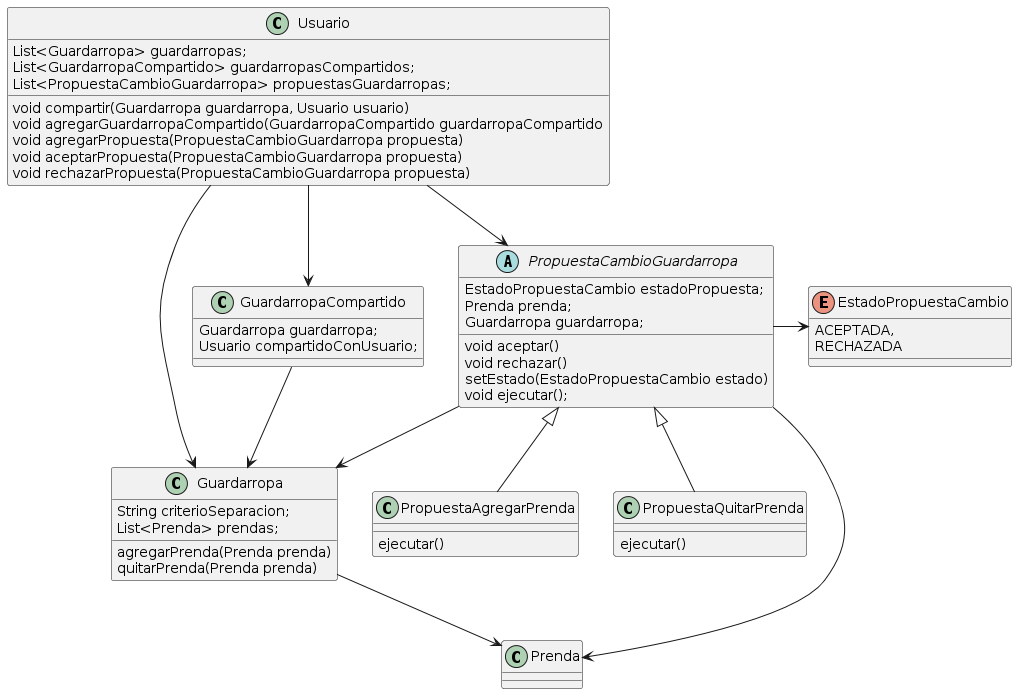 C Usuario
List<Guardarropa> guardarropas;
List<GuardarropaCompartido> guardarropasCompartidos;
List<PropuestaCambioGuardarropa> propuestasGuardarropas;
void compartir(Guardarropa guardarropa, Usuario usuario)
void agregarGuardarropaCompartido(GuardarropaCompartido guardarropaCompartido
void agregarPropuesta(PropuestaCambioGuardarropa propuesta)
void aceptarPropuesta(PropuestaCambioGuardarropa propuesta)
void rechazarPropuesta(PropuestaCambioGuardarropa propuesta)
A PropuestaCambioGuardarropa
EstadoPropuestaCambio estadoPropuesta;
Prenda prenda;
Guardarropa guardarropa;
void aceptar()
void rechazar()
setEstado(EstadoPropuestaCambio estado)
void ejecutar();
C GuardarropaCompartido
Guardarropa guardarropa;
Usuario compartidoConUsuario;
E EstadoPropuestaCambio
ACEPTADA,
RECHAZADA
C Guardarropa
String criterioSeparacion;
List<Prenda> prendas;
agregarPrenda(Prenda prenda)
quitarPrenda(Prenda prenda)
C PropuestaAgregarPrenda
ejecutar()
C PropuestaQuitarPrenda
ejecutar()
C Prenda